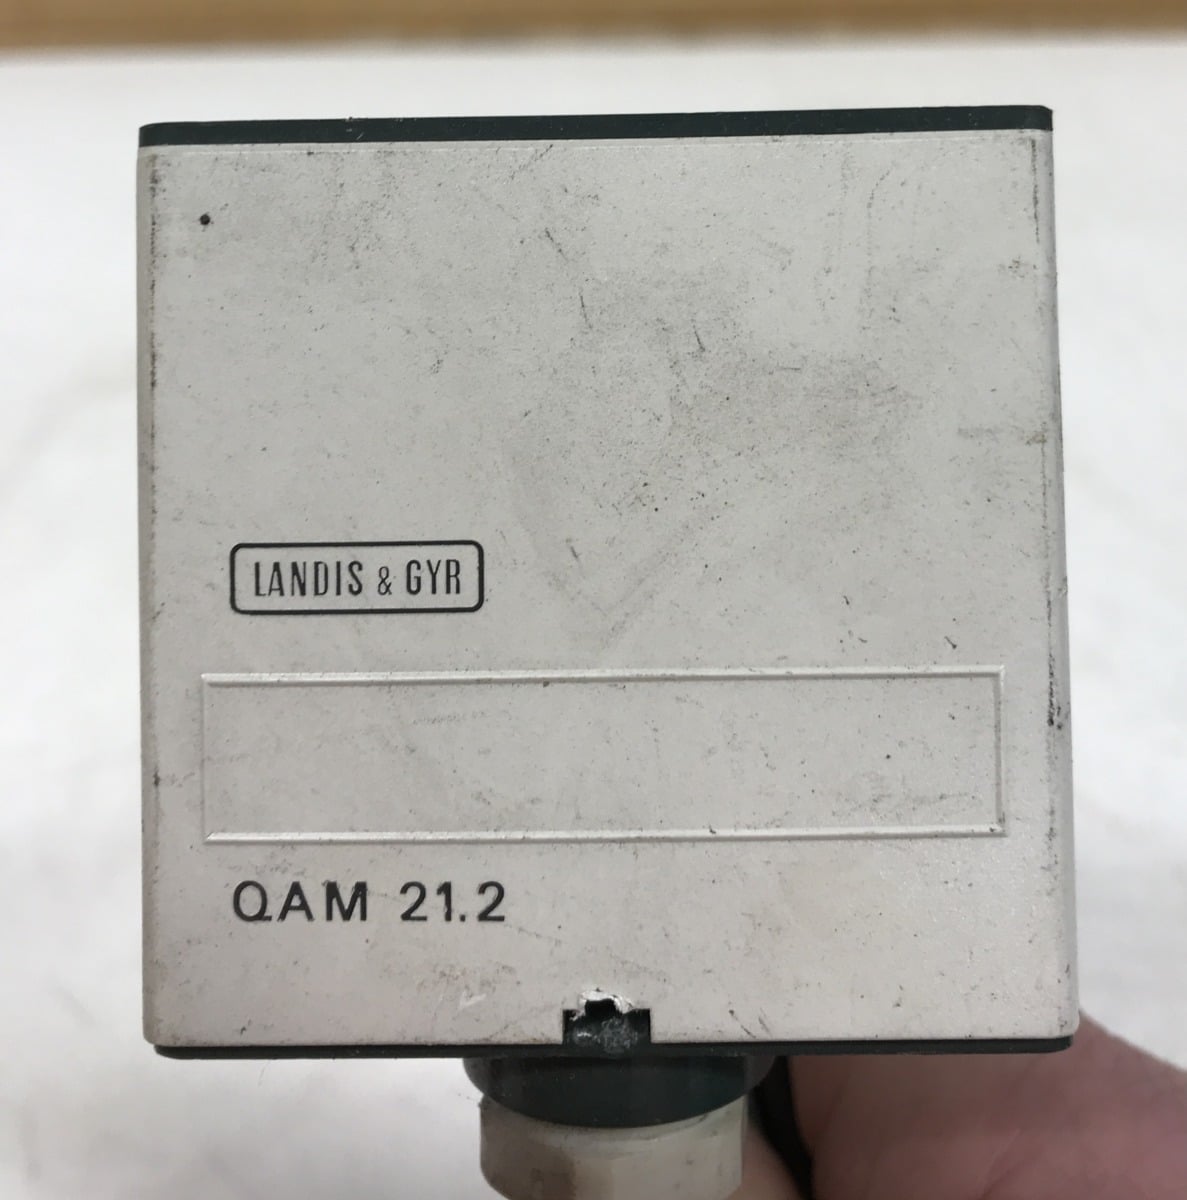 LANDIS & GYR
QAM 21.2